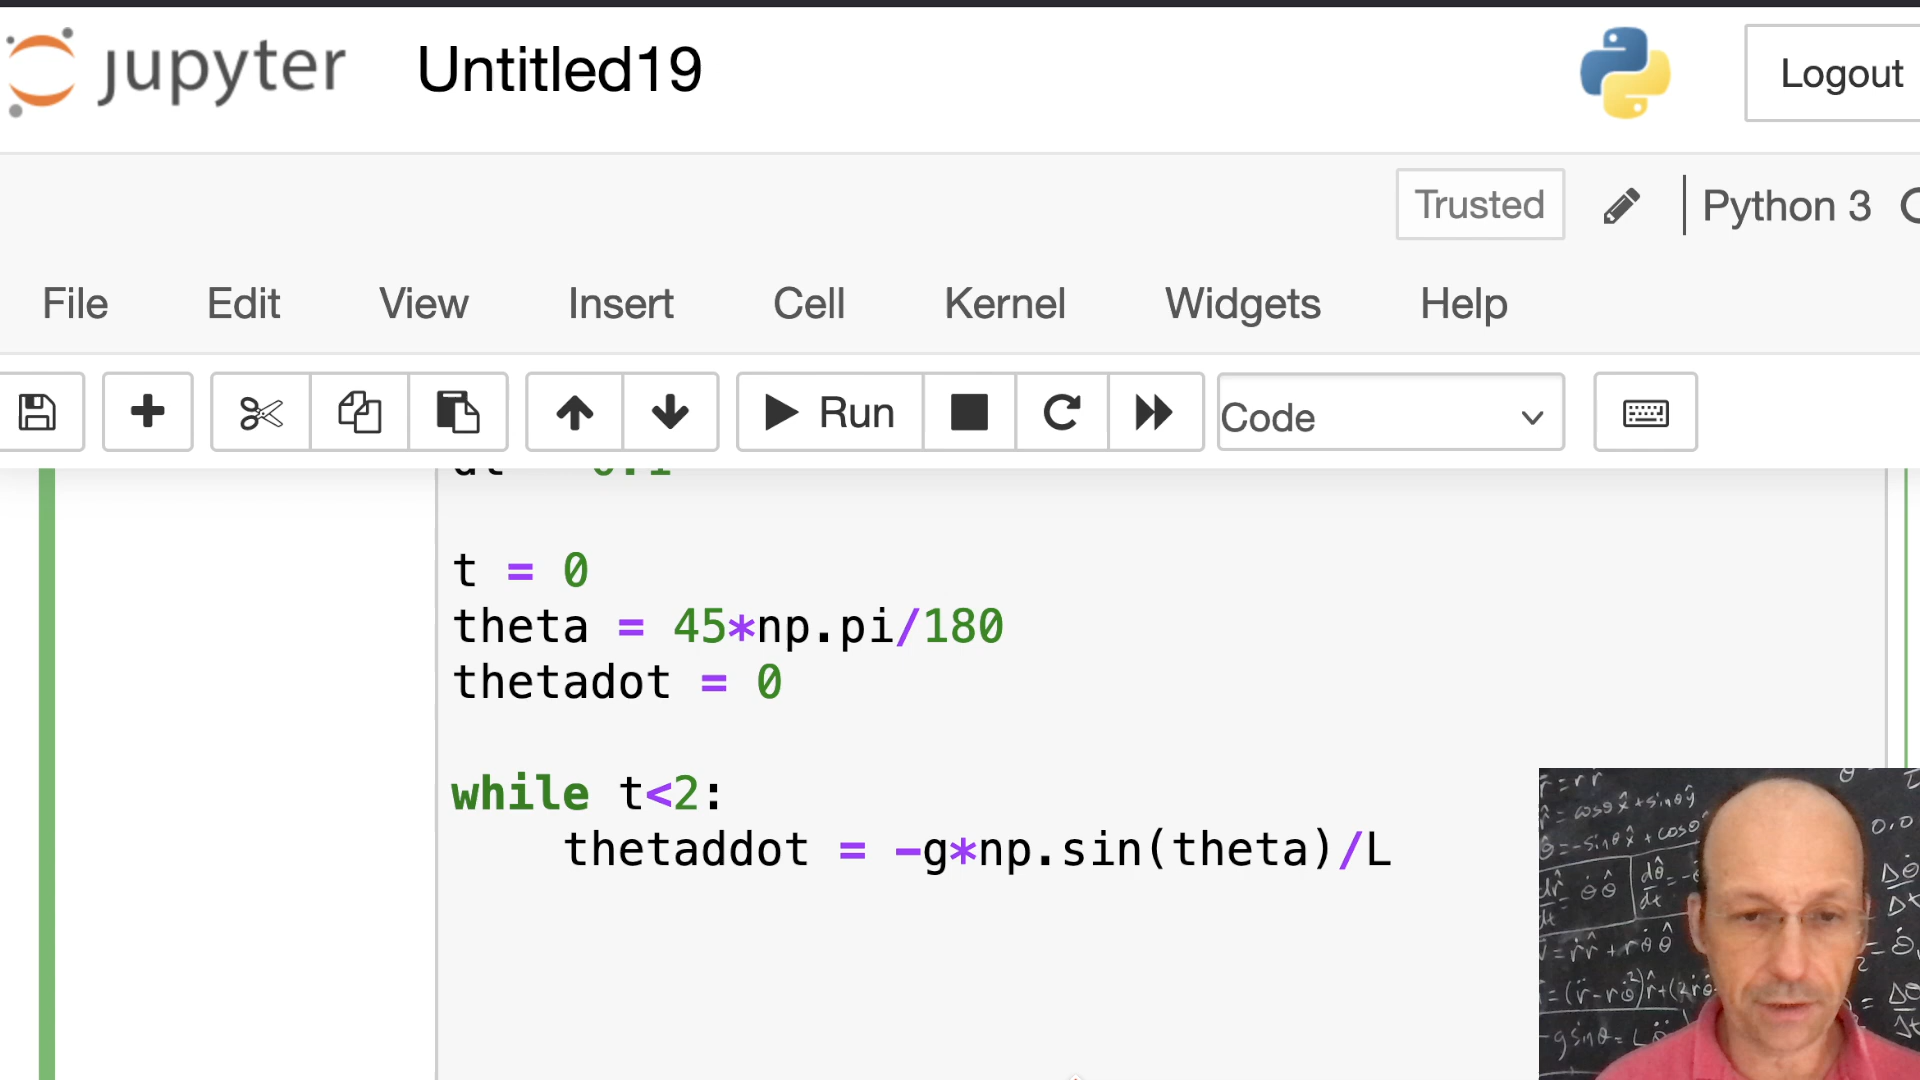 jupyter Untitled19 Logout
Trusted Python 3
File Edit View Insert Cell Kernel Widgets Help
Run Code
t = 0
theta = 45*np.pi/180
thetadot = 0
while t<2:
thetaddot = -g*np.sin(theta)/L